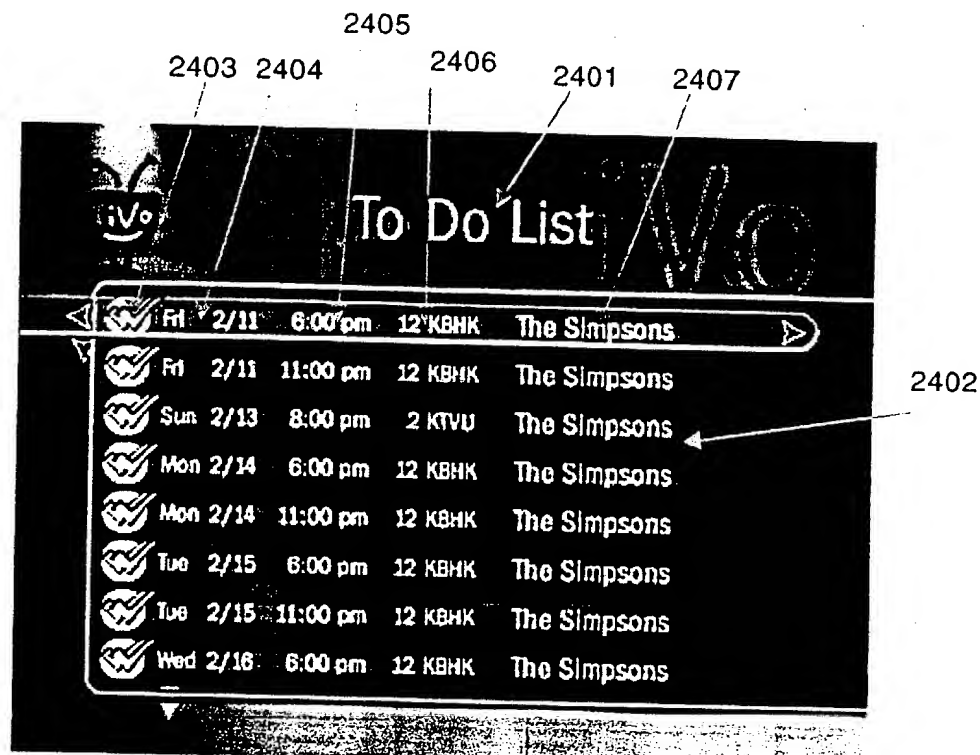 2405
2403 2404 2406 2401 2407
iVo To Do List iVo
Fri 2/11 6:00 pm 12 KBHK The Simpsons
Fri 2/11 11:00 pm 12 KBHK The Simpsons
2402
Sun 2/13 8:00 pm 2 KTVU The Simpsons
Mon 2/14 6:00 pm 12 KBHK The Simpsons
Mon 2/14 11:00 pm 12 KBHK The Simpsons
Tue 2/15 6:00 pm 12 KBHK The Simpsons
Tue 2/15 11:00 pm 12 KBHK The Simpsons
Wed 2/16 6:00 pm 12 KBHK The Simpsons